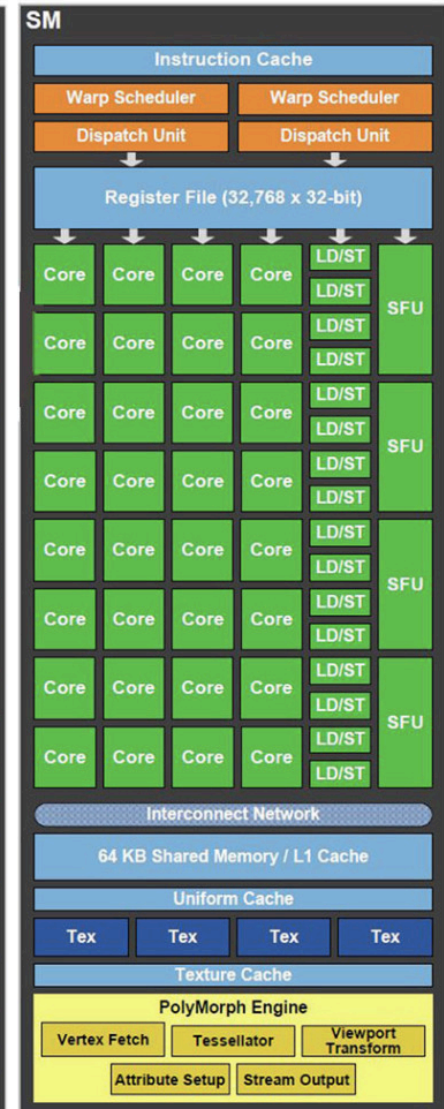 SM
Instruction Cache
Warp Scheduler Warp Scheduler
Dispatch Unit Dispatch Unit
Register File (32,768 x 32-bit)
Core Core Core Core LD/ST SFU
LD/ST
Core Core Core Core LD/ST
LD/ST
Core Core Core Core LD/ST SFU
LD/ST
Core Core Core Core LD/ST
LD/ST
Core Core Core Core LD/ST SFU
LD/ST
Core Core Core Core LD/ST
LD/ST
Core Core Core Core LD/ST SFU
LD/ST
Core Core Core Core LD/ST
LD/ST
Interconnect Network
64 KB Shared Memory / L1 Cache
Uniform Cache
Tex Tex Tex Tex
Texture Cache
PolyMorph Engine
Vertex Fetch Tessellator Viewport
Transform
Attribute Setup Stream Output